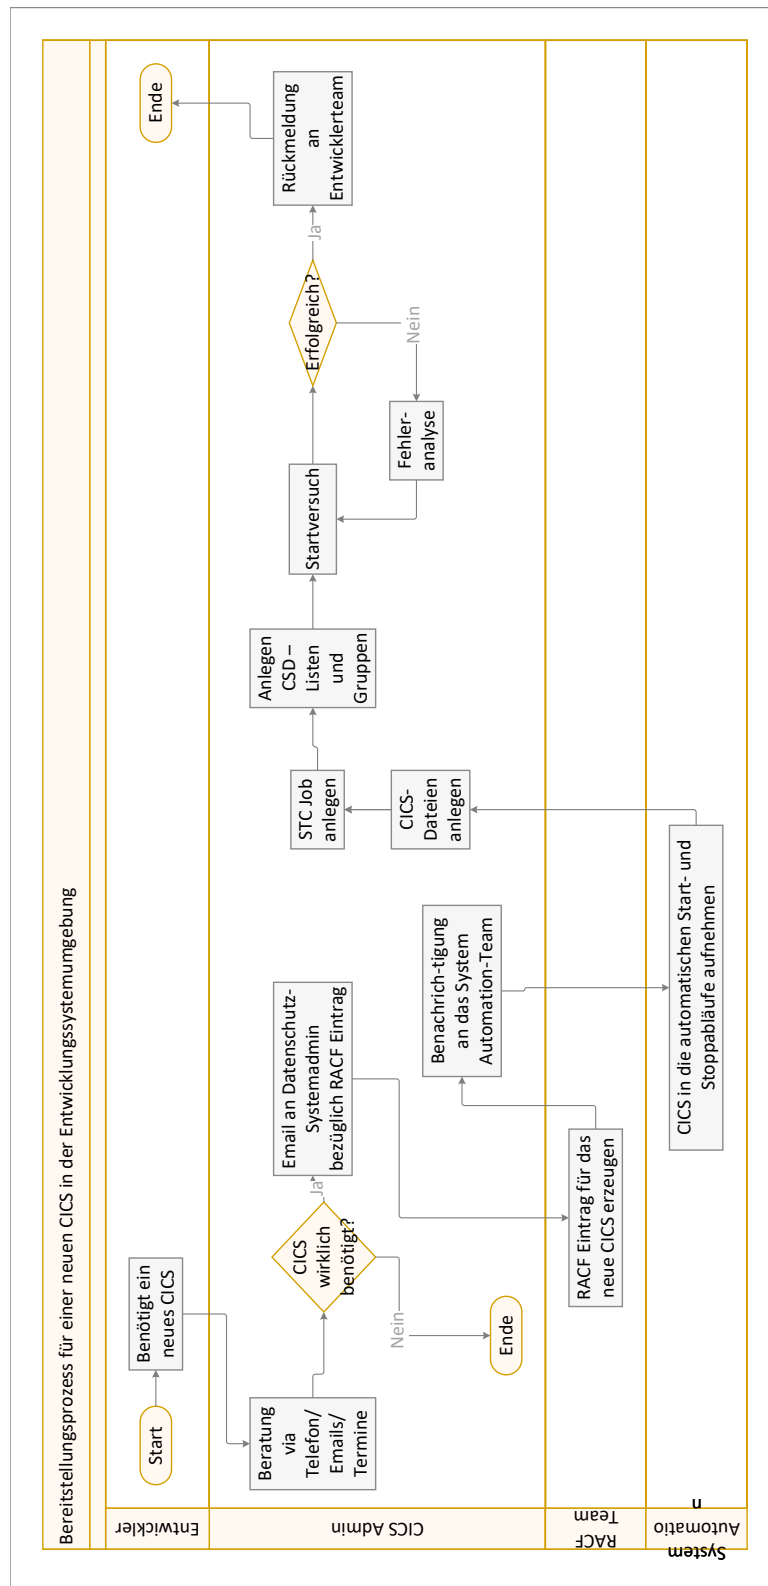 Bereitstellungsprozess für einer neuen CICS in der Entwicklungssystemumgebung
Entwickler
Start
Benötigt ein
neues CICS
Ende
CICS Admin
Beratung
via
Telefon/
Emails/
Termine
CICS
wirklich
benötigt?
Ja
Nein
Ende
Email an Datenschutz-
Systemadmin
bezüglich RACF Eintrag
Benachrich-tigung
an das System
Automation-Team
CICS-
Dateien
anlegen
STC Job
anlegen
Anlegen
CSD –
Listen
und
Gruppen
Startversuch
Fehler-
analyse
Erfolgreich?
Ja
Nein
Rückmeldung
an
Entwicklerteam
RACF
Team
RACF Eintrag für das
neue CICS erzeugen
System
Automatio
n
CICS in die automatischen Start- und
Stoppabläufe aufnehmen